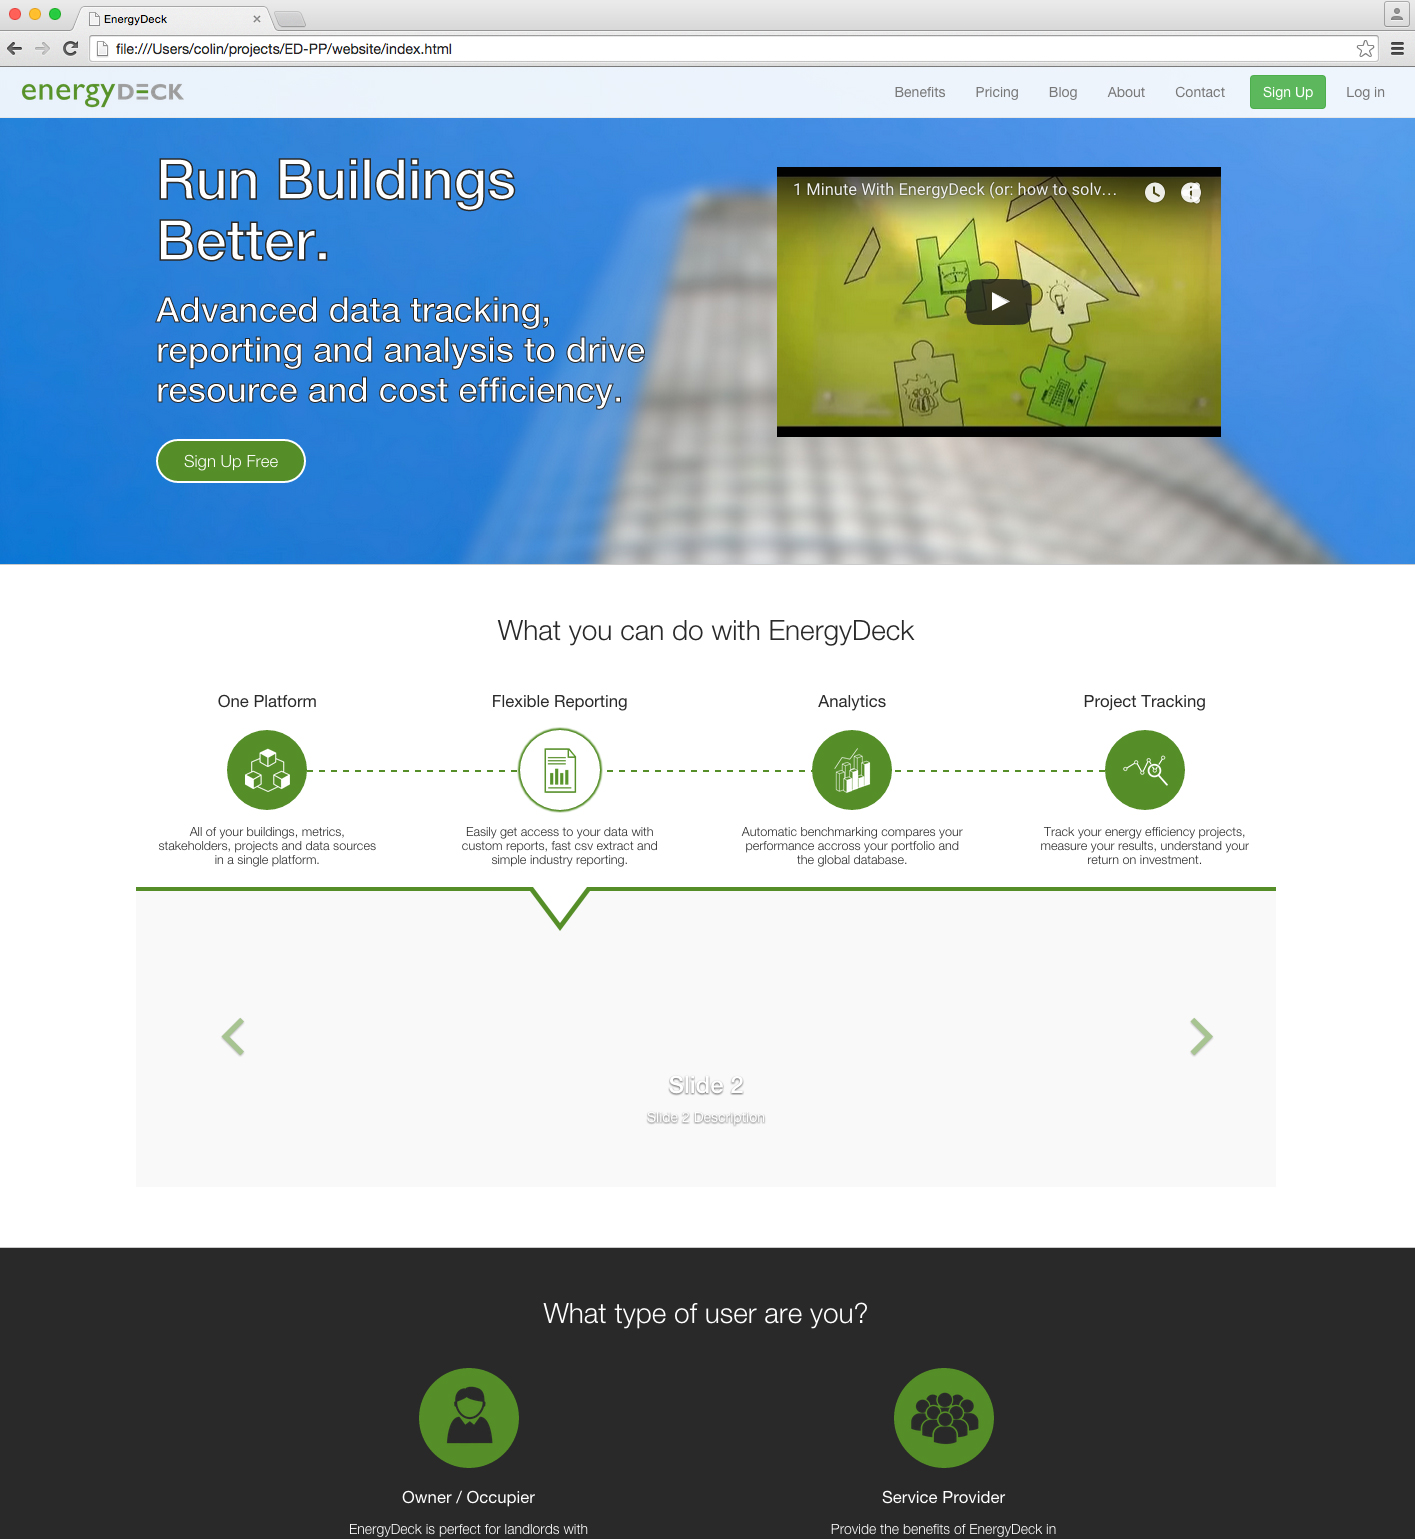 EnergyDeck
file:///Users/colin/projects/ED-PP/website/index.html
energyDECK
Benefits
Pricing
Blog
About
Contact
Sign Up
Log in
Run Buildings
Better.
Advanced data tracking,
reporting and analysis to drive
resource and cost efficiency.
Sign Up Free
1 Minute With EnergyDeck (or: how to solv...
What you can do with EnergyDeck
One Platform
All of your buildings, metrics,
stakeholders, projects and data sources
in a single platform.
Flexible Reporting
Easily get access to your data with
custom reports, fast csv extract and
simple industry reporting.
Analytics
Automatic benchmarking compares your
performance accross your portfolio and
the global database.
Project Tracking
Track your energy efficiency projects,
measure your results, understand your
return on investment.
Slide 2
Slide 2 Description
What type of user are you?
Owner / Occupier
EnergyDeck is perfect for landlords with
Service Provider
Provide the benefits of EnergyDeck in